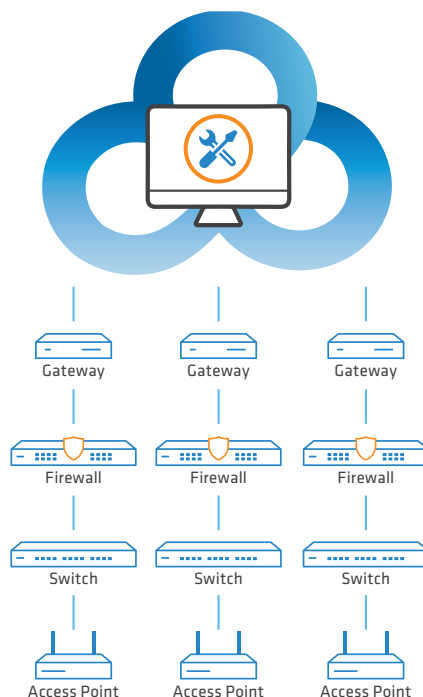 Gateway
Gateway
Gateway
Firewall
Firewall
Firewall
Switch
Switch
Switch
Access Point
Access Point
Access Point